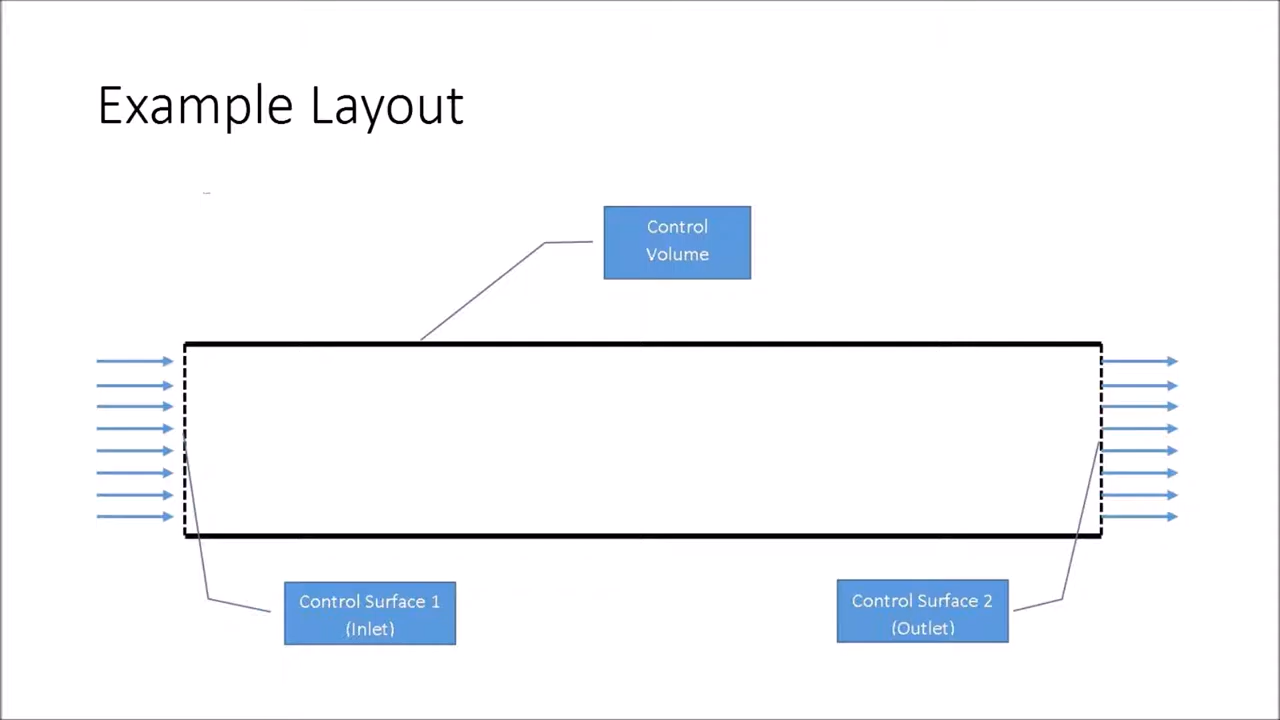 Example Layout
Control
Volume
Control Surface 1
(Inlet)
Control Surface 2
(Outlet)